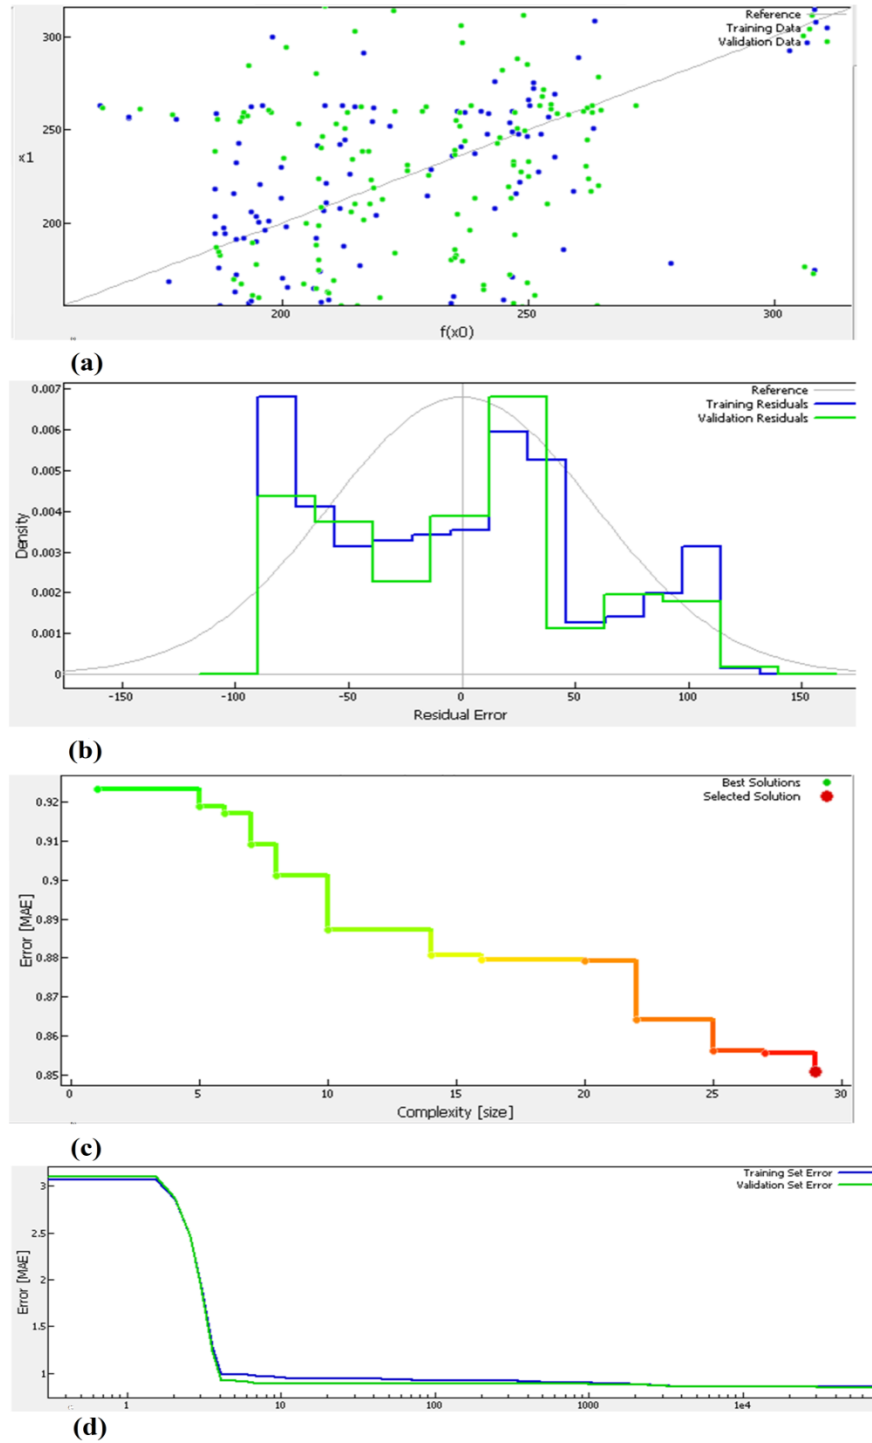 Reference
Training Data
Validation Data
300
250
x1
200
200
250
300
f(x0)
(a)
0.007
Reference
Training Residuals
Validation Residuals
0.006
0.005
0.004
Density
0.003
0.002
0.001
0
-150
-100
-50
0
50
100
150
Residual Error
(b)
Best Solutions
Selected Solution
0.92
0.91
0.9
Error [MAE]
0.89
0.88
0.87
0.86
0.85
0
5
10
15
20
25
30
Complexity [size]
(c)
Training Set Error
Validation Set Error
3
2.5
Error [MAE]
2
1.5
1
1
10
100
1000
1e4
(d)